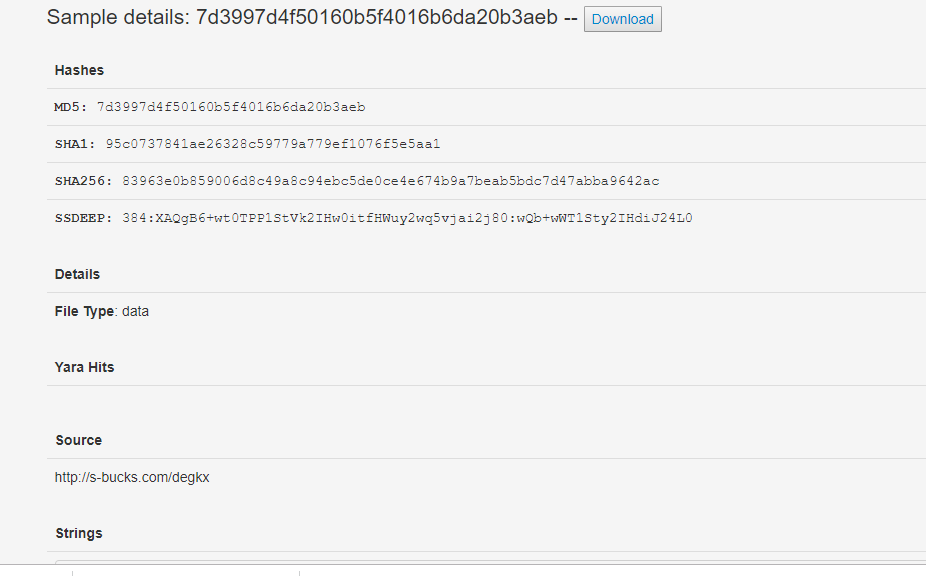 Sample details: 7d3997d4f50160b5f4016b6da20b3aeb -- Download
Hashes
MD5: 7d3997d4f50160b5f4016b6da20b3aeb
SHA1: 95c0737841ae26328c59779a779ef1076f5e5aa1
SHA256: 83963e0b859006d8c49a8c94ebc5de0ce4e674b9a7beab5bdc7d47abba9642ac
SSDEEP: 384:XAQgB6+wt0TPP1StVk2IHw0itfHWuy2wq5vjai2j80:wQb+wWT1Sty2IHdiJ24L0
Details
File Type: data
Yara Hits
Source
http://s-bucks.com/degkx
Strings